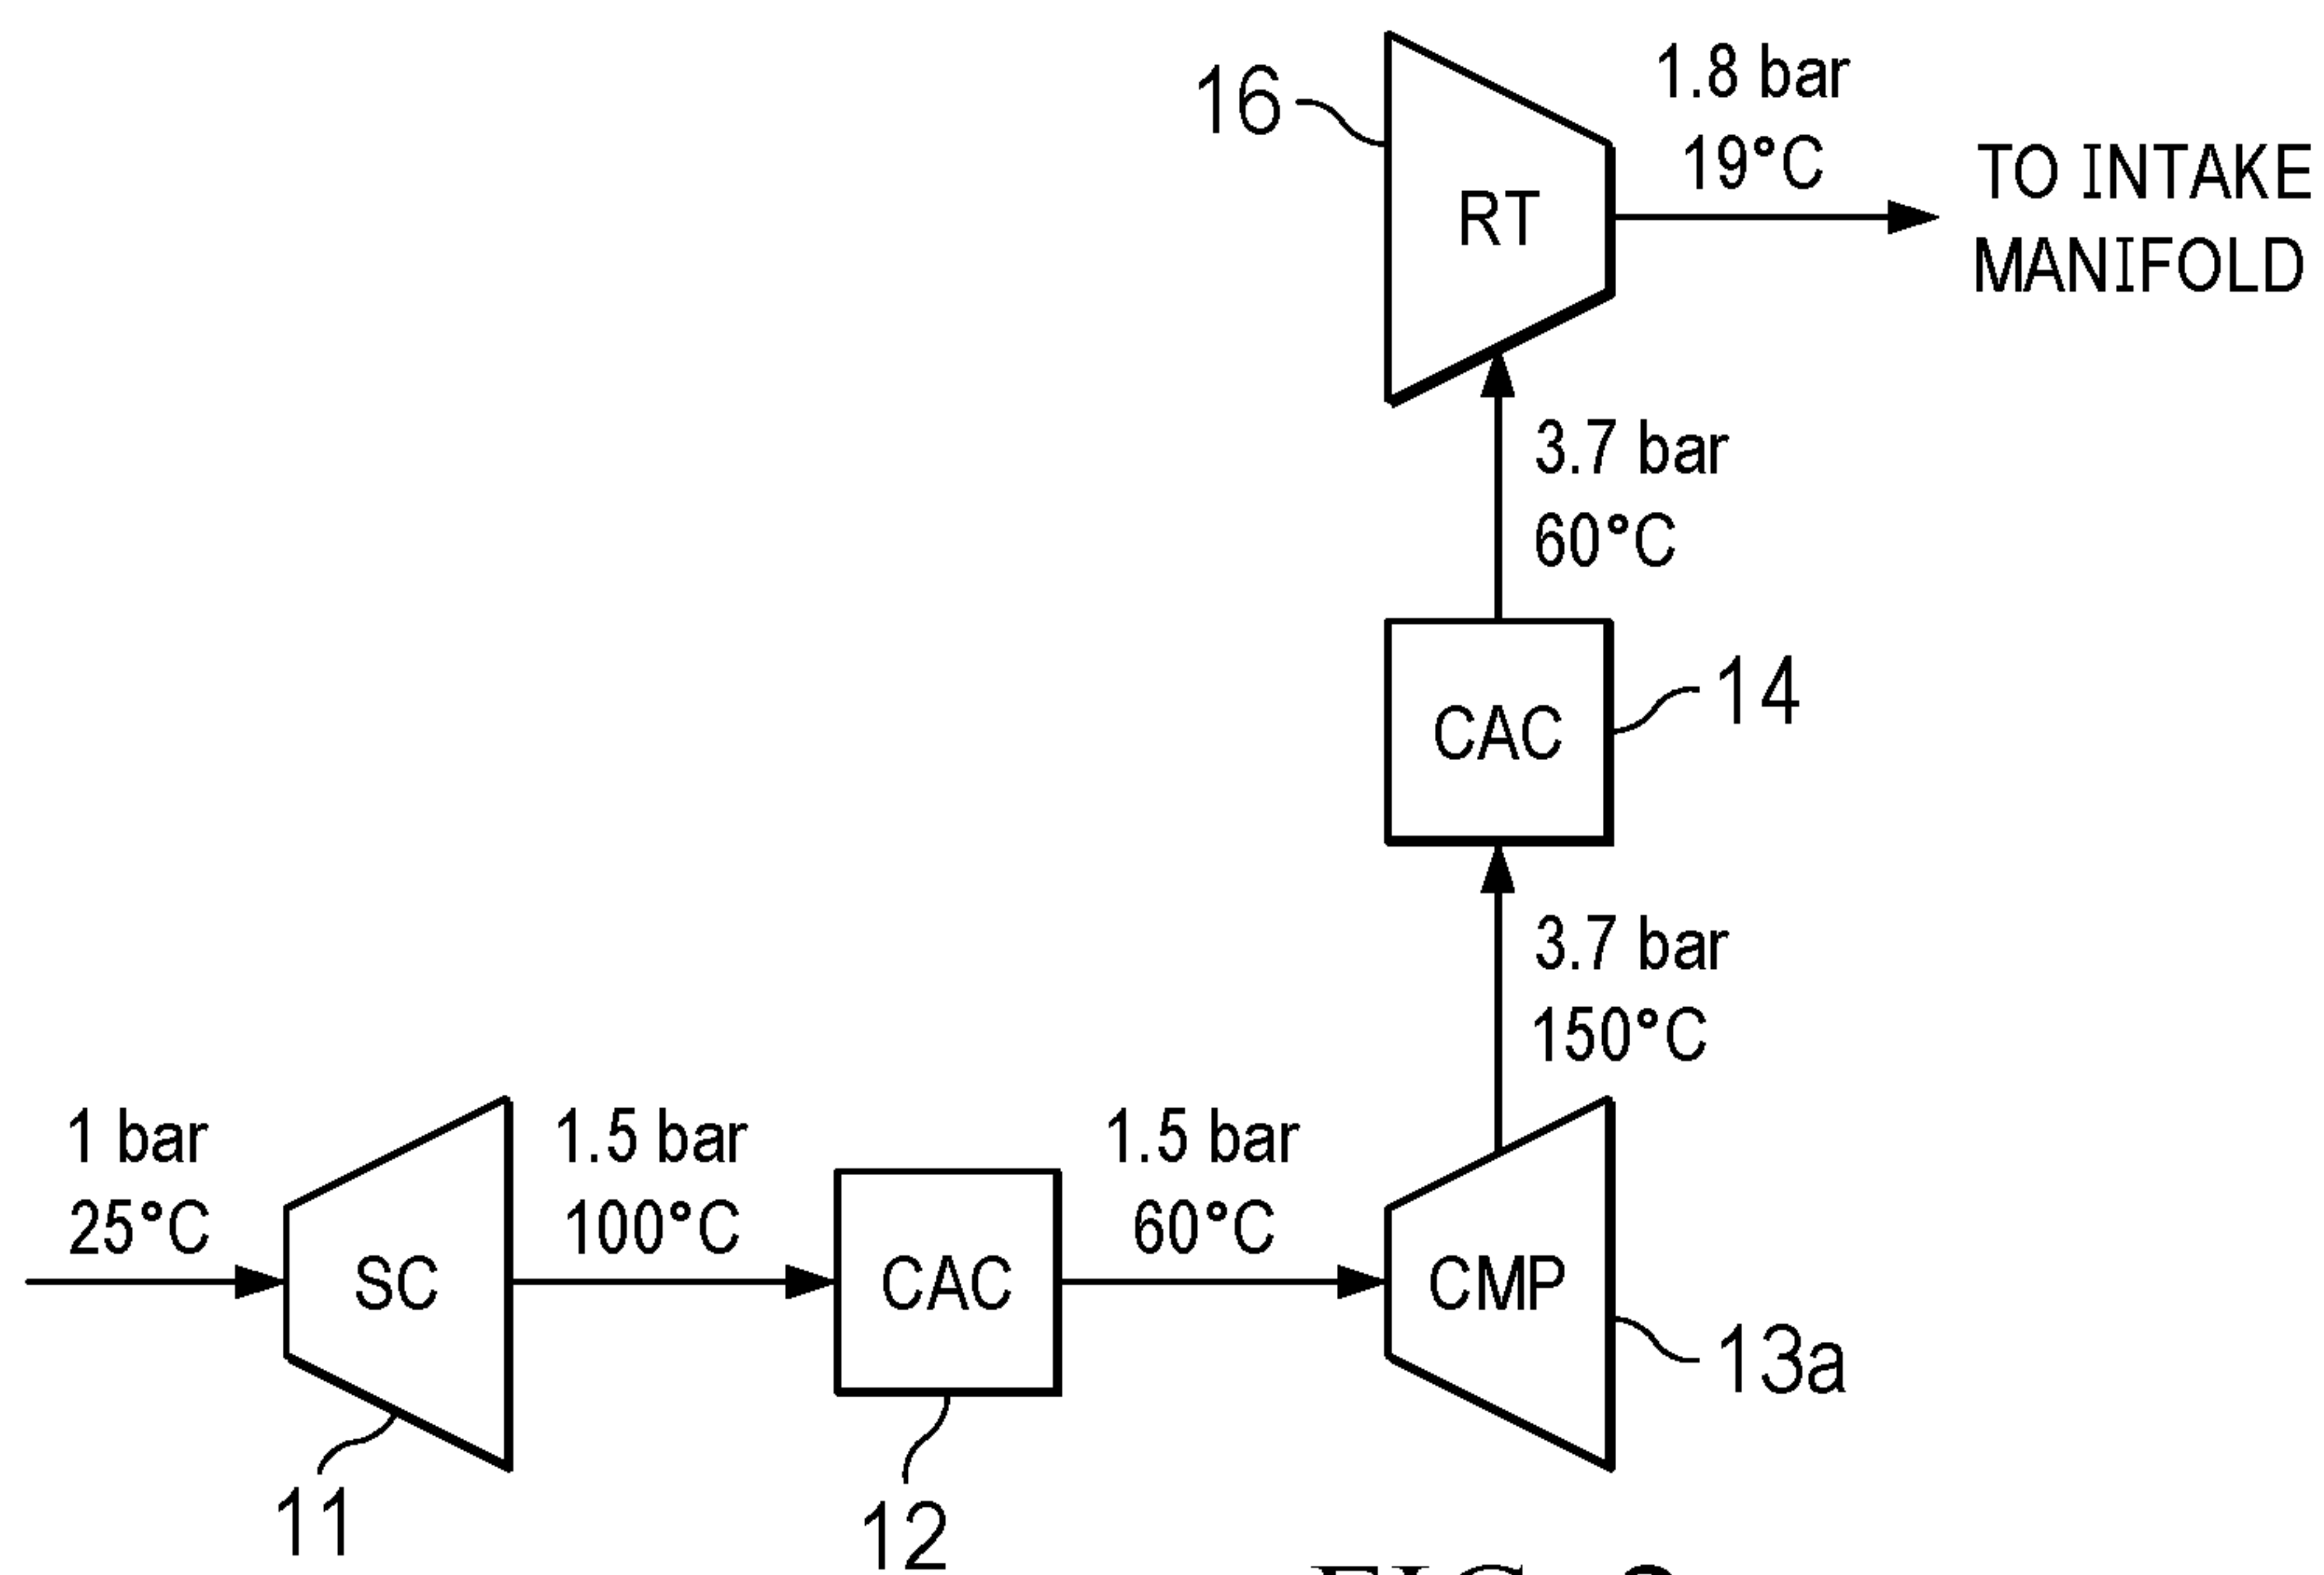 16
RT
1.8 bar
19°C
TO INTAKE
MANIFOLD
3.7 bar
60°C
CAC
14
3.7 bar
150°C
1 bar
25°C
SC
11
1.5 bar
100°C
CAC
12
1.5 bar
60°C
CMP
13a